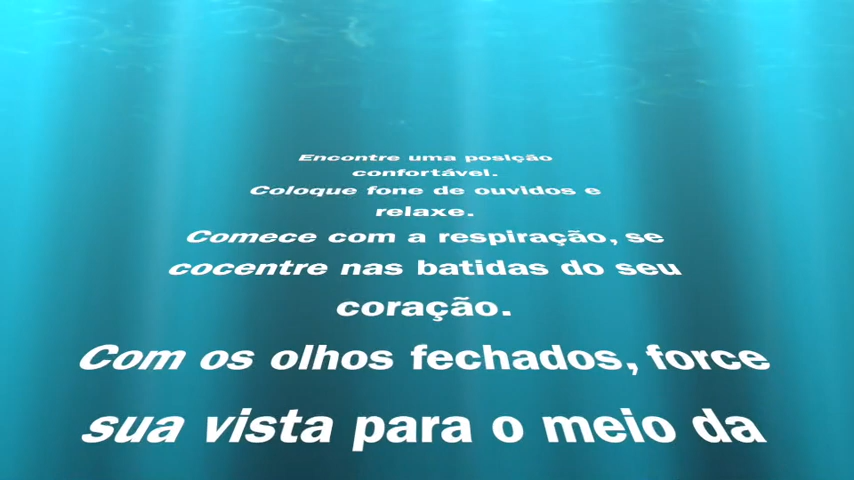 Encontre uma posição
confortável.
Coloque fone de ouvidos e
relaxe.
Comece com a respiração, se
cocentre nas batidas do seu
coração.
Com os olhos fechados, force
sua vista para o meio da